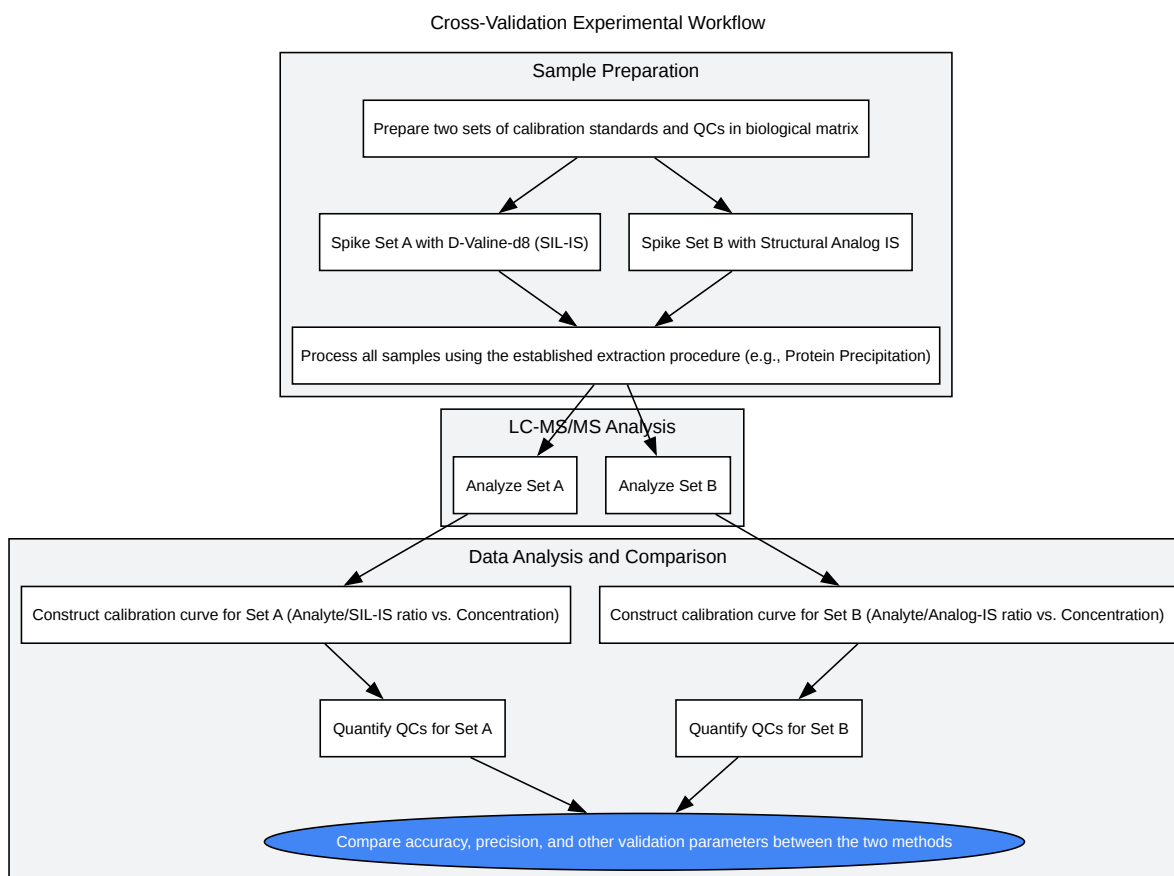 Cross-Validation Experimental Workflow
Sample Preparation
Prepare two sets of calibration standards and QCs in biological matrix
Spike Set A with D-Valine-d8 (SIL-IS)
Spike Set B with Structural Analog IS
Process all samples using the established extraction procedure (e.g., Protein Precipitation)
LC-MS/MS Analysis
Analyze Set A
Analyze Set B
Data Analysis and Comparison
Construct calibration curve for Set A (Analyte/SIL-IS ratio vs. Concentration)
Construct calibration curve for Set B (Analyte/Analog-IS ratio vs. Concentration)
Quantify QCs for Set A
Quantify QCs for Set B
Compare accuracy, precision, and other validation parameters between the two methods